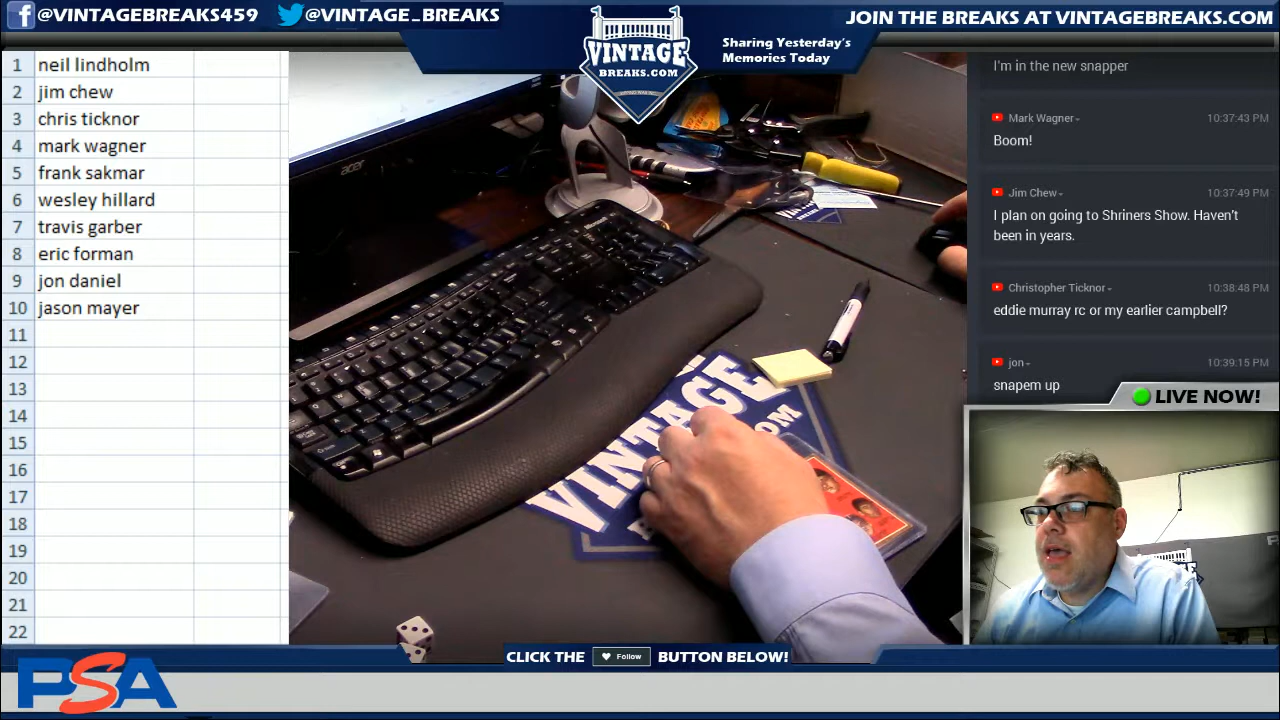 @VINTAGEBREAKS459
@VINTAGE_BREAKS
VINTAGE
BREAKS.COM
Sharing Yesterday's
Memories Today
JOIN THE BREAKS AT VINTAGEBREAKS.COM
1 neil lindholm
2 jim chew
3 chris ticknor
4 mark wagner
5 frank sakmar
6 wesley hillard
7 travis garber
8 eric forman
9 jon daniel
10 jason mayer
11
12
13
14
15
16
17
18
19
20
21
22
acer
VINTAGE
OM
I'm in the new snapper
Mark Wagner 10:37:43 PM
Boom!
Jim Chew 10:37:49 PM
I plan on going to Shriners Show. Haven't
been in years.
Christopher Ticknor 10:38:48 PM
eddie murray rc or my earlier campbell?
jon 10:39:15 PM
snapem up
LIVE NOW!
CLICK THE Follow BUTTON BELOW!
PSA